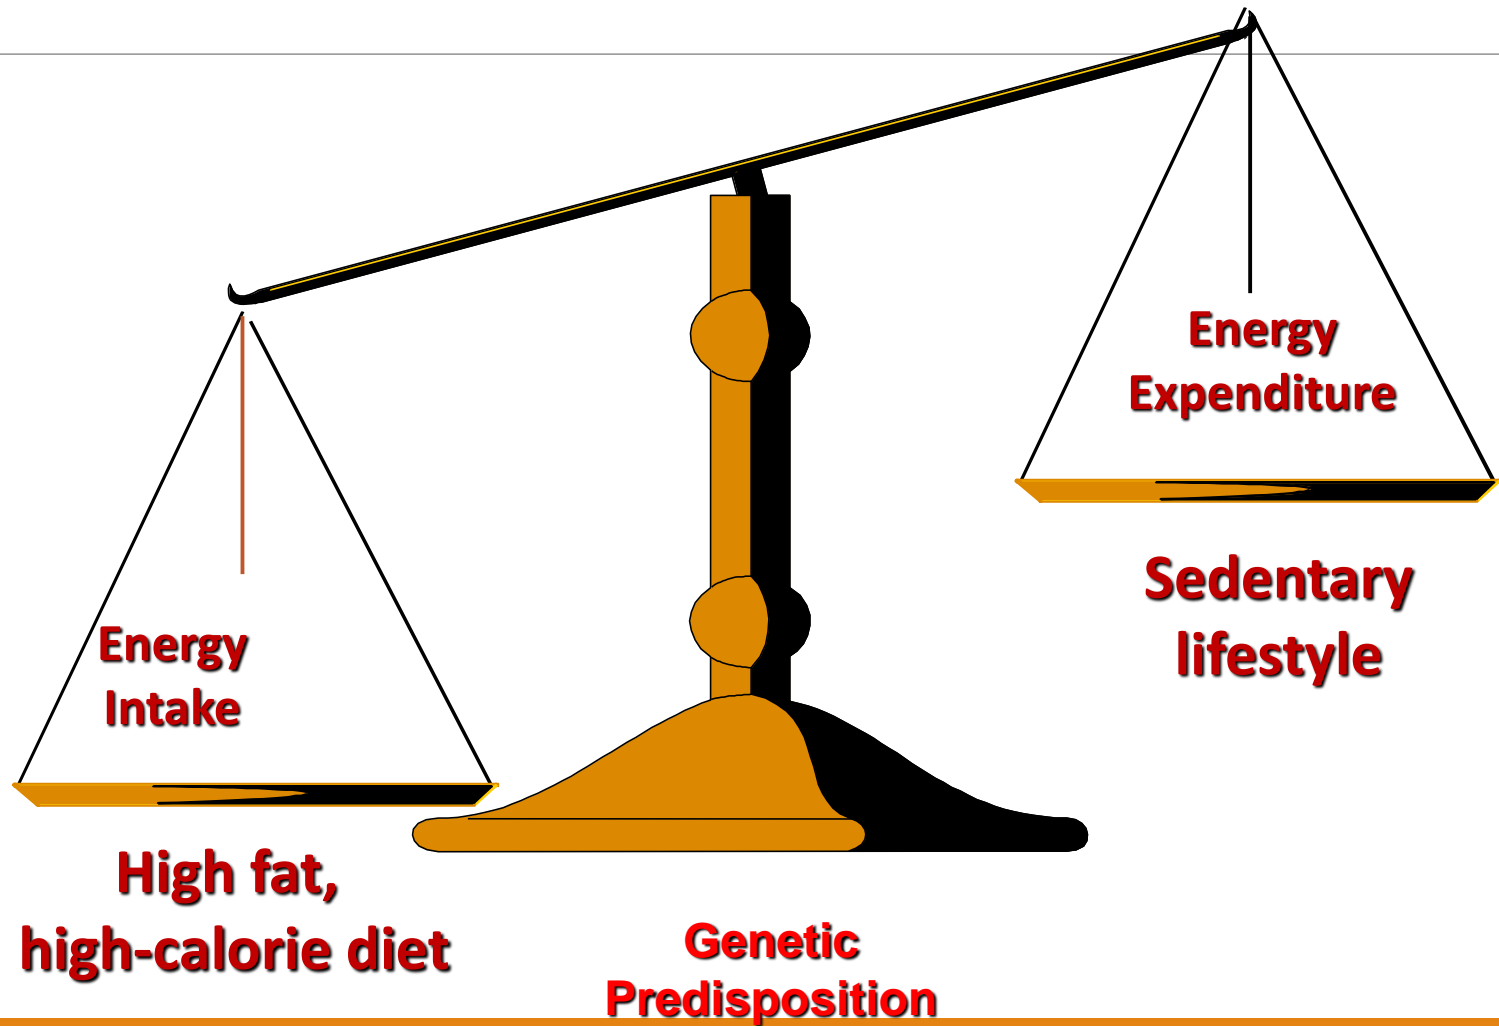 Energy
Expenditure
Sedentary
lifestyle
Energy
Intake
High fat,
high-calorie diet
Genetic
Predisposition